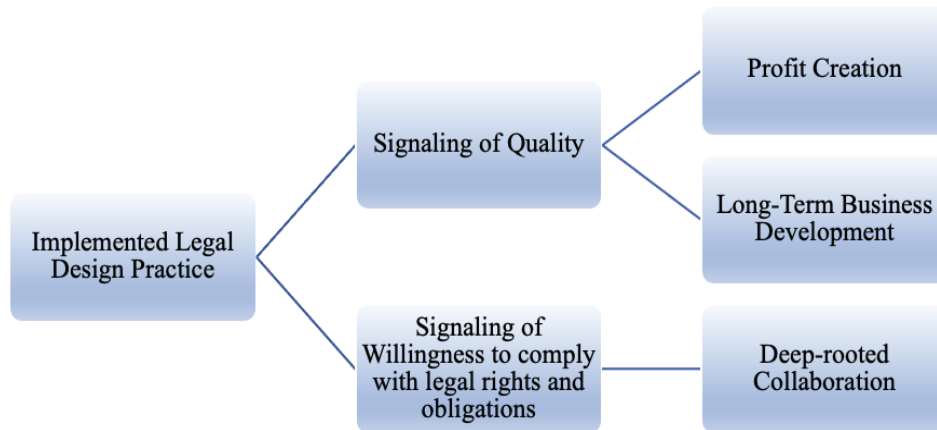 Implemented Legal
Design Practice
Signaling of Quality
Profit Creation
Long-Term Business
Development
Signaling of
Willingness to comply
with legal rights and
obligations
Deep-rooted
Collaboration